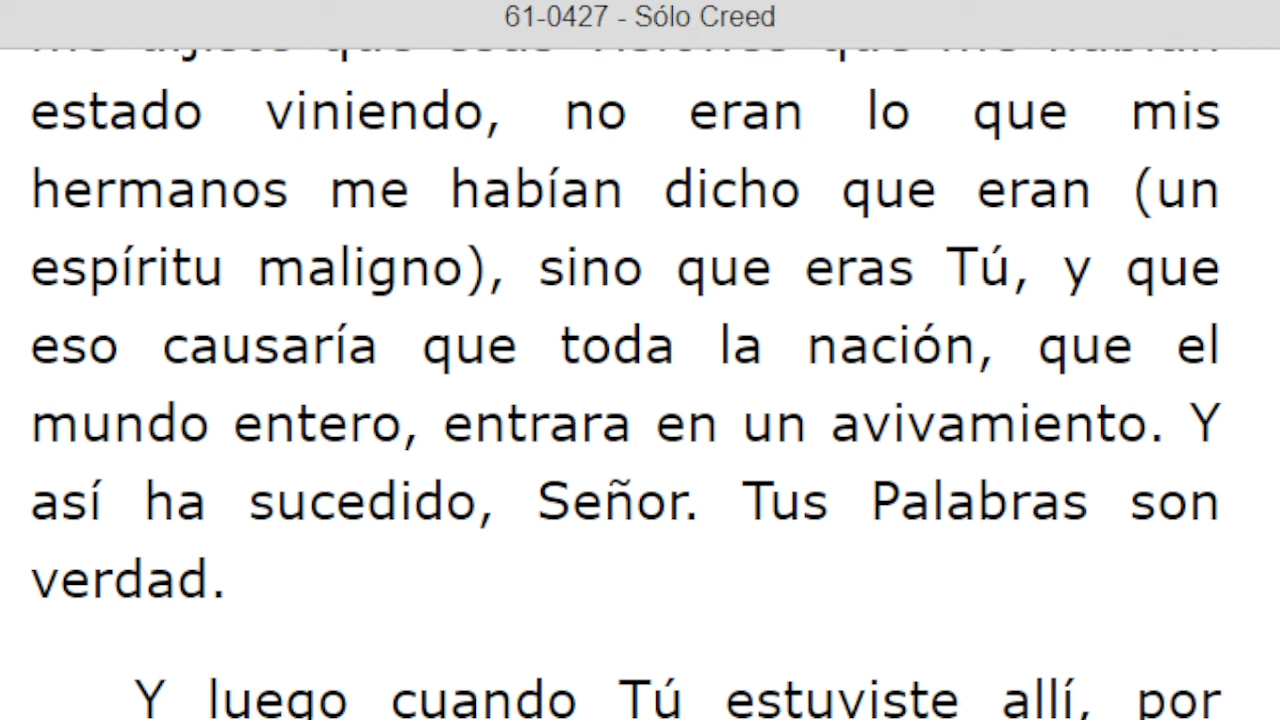 61-0427 - Sólo Creed
estado viniendo, no eran lo que mis
hermanos me habían dicho que eran (un
espíritu maligno), sino que eras Tú, y que
eso causaría que toda la nación, que el
mundo entero, entrara en un avivamiento. Y
así ha sucedido, Señor. Tus Palabras son
verdad.
Y luego cuando Tú estuviste allí, por